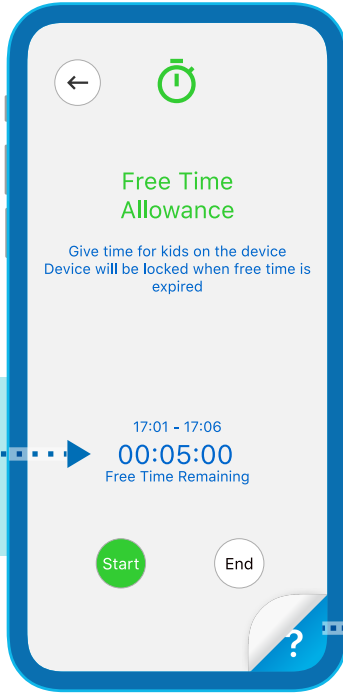 Free Time
Allowance
Give time for kids on the device
Device will be locked when free time is
expired
17:01 - 17:06
00:05:00
Free Time Remaining
Start
End
?